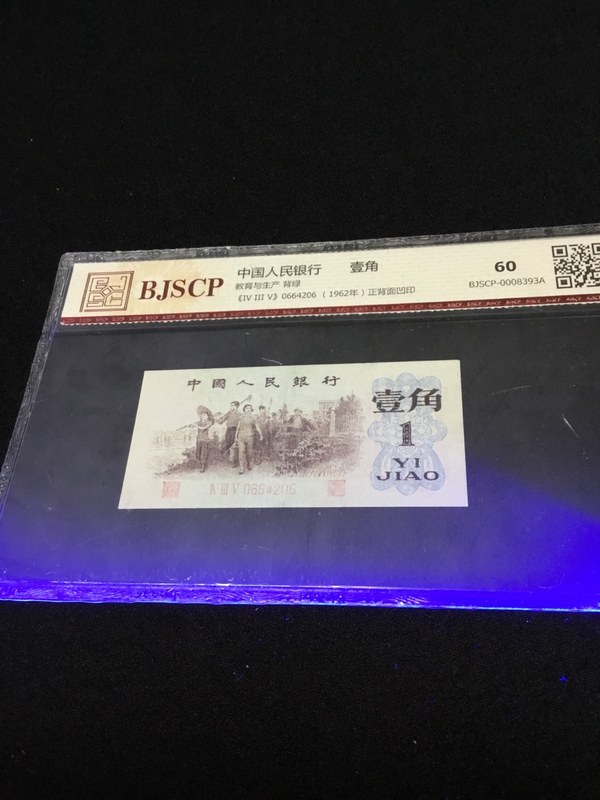 BJSCP
中国人民银行 壹角 60
教育与生产 背绿
《IV III V》0664206 （1962年）正背面凹印
BJSCP-0008393A
中國人民銀行
壹角
1
YI
JIAO
IV III V 0664206